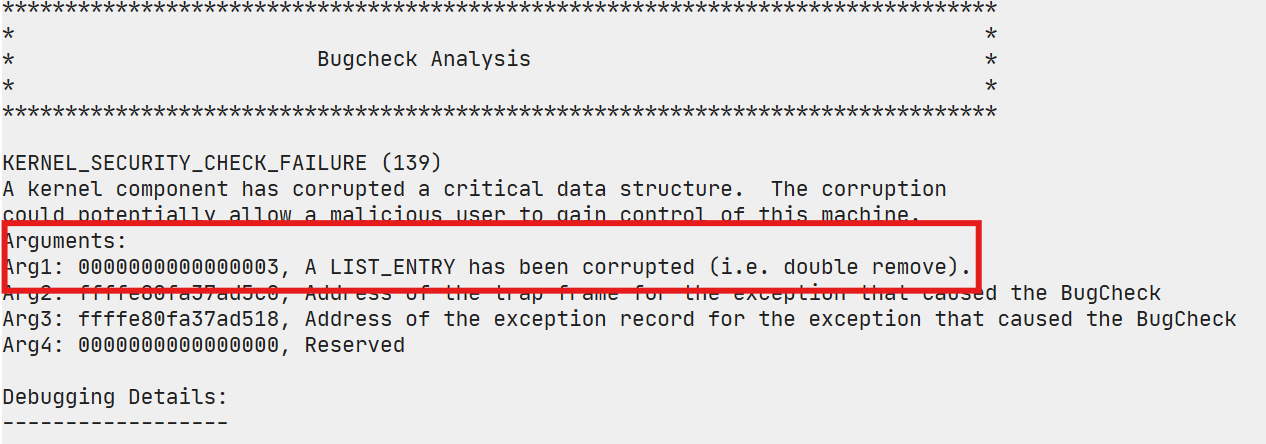 *******************************************************************************
*                                                                             *
*                        Bugcheck Analysis                                    *
*                                                                             *
*******************************************************************************
KERNEL_SECURITY_CHECK_FAILURE (139)
A kernel component has corrupted a critical data structure.  The corruption
could potentially allow a malicious user to gain control of this machine.
Arguments:
Arg1: 0000000000000003, A LIST_ENTRY has been corrupted (i.e. double remove).
Arg2: ffffe80fa37ad5c0, Address of the trap frame for the exception that caused the BugCheck
Arg3: ffffe80fa37ad518, Address of the exception record for the exception that caused the BugCheck
Arg4: 0000000000000000, Reserved
Debugging Details:
------------------